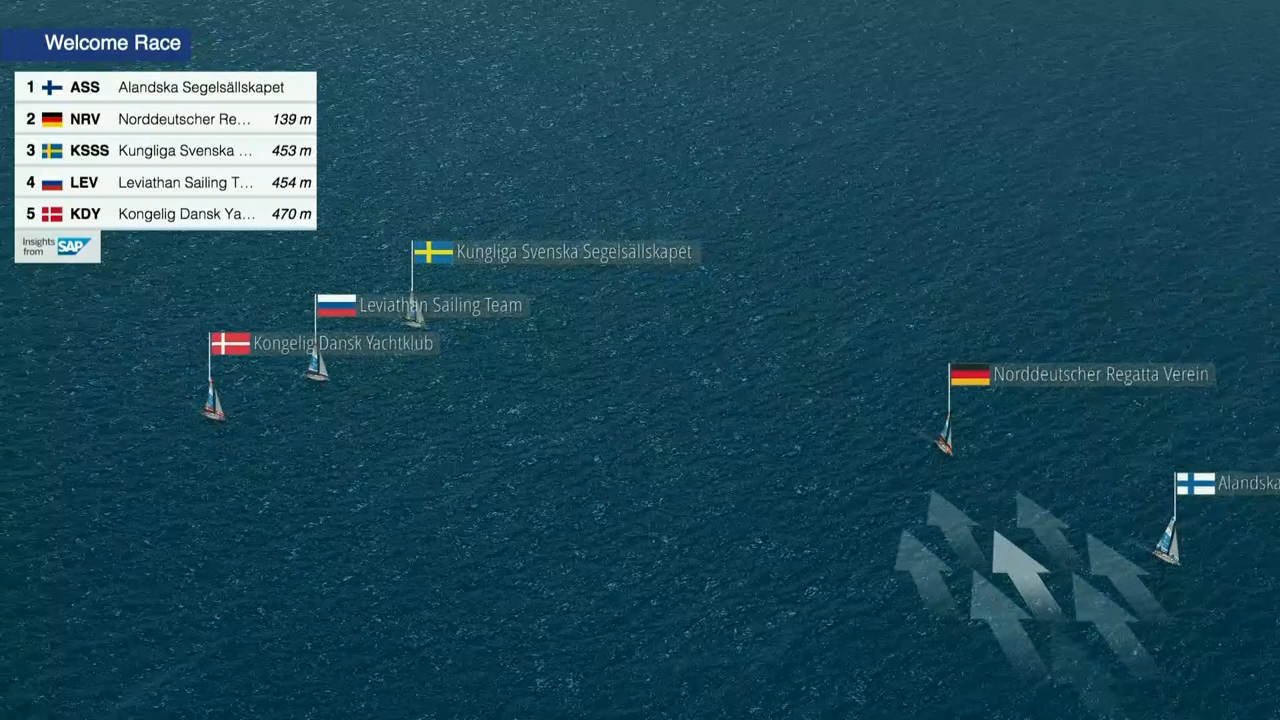 Welcome Race
1 ASS Alandska Segelsällskapet
2 NRV Norddeutscher Re... 139 m
3 KSSS Kungliga Svenska ... 453 m
4 LEV Leviathan Sailing T... 454 m
5 KDY Kongelig Dansk Ya... 470 m
Insights from SAP
Kungliga Svenska Segelsällskapet
Leviathan Sailing Team
Kongelig Dansk Yachtklub
Norddeutscher Regatta Verein
Alandska